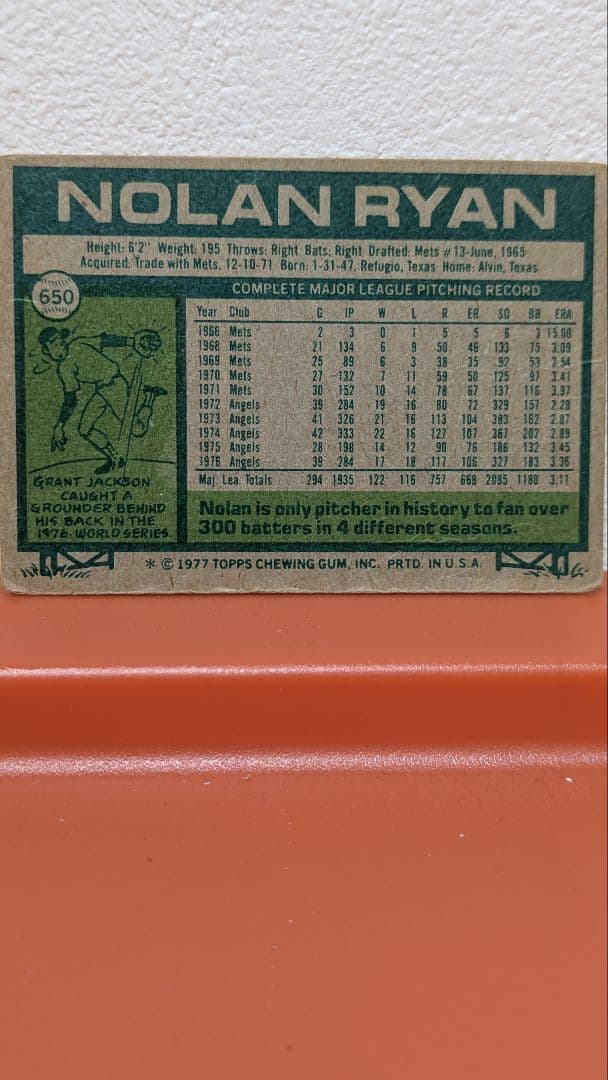 NOLAN RYAN
Height: 6'2" Weight: 195 Throws: Right Bats: Right Drafted: Mets #13-June, 1965
Acquired: Trade with Mets, 12-10-71 Born: 1-31-47, Refugio, Texas Home: Alvin, Texas
650
COMPLETE MAJOR LEAGUE PITCHING RECORD
Year Club G IP W L R ER SO BB ERA
1966 Mets 2 3 0 1 5 5 6 3 15.00
1968 Mets 21 134 6 9 50 46 133 75 3.09
1969 Mets 25 89 6 3 38 35 92 53 3.54
1970 Mets 27 132 7 11 59 50 125 97 3.41
1971 Mets 30 152 10 14 78 67 137 116 3.97
1972 Angels 39 284 19 16 80 72 329 157 2.28
1973 Angels 41 326 21 16 113 104 383 162 2.87
1974 Angels 42 333 22 16 127 107 367 202 2.89
1975 Angels 28 198 14 12 90 76 186 132 3.45
1976 Angels 39 284 17 18 117 106 327 183 3.36
Maj. Lea. Totals 294 1935 122 116 757 668 2085 1180 3.11
GRANT JACKSON
CAUGHT A
GROUNDER BEHIND
HIS BACK IN THE
1976 WORLD SERIES.
Nolan is only pitcher in history to fan over
300 batters in 4 different seasons.
* © 1977 TOPPS CHEWING GUM, INC. PRTD. IN U.S.A.